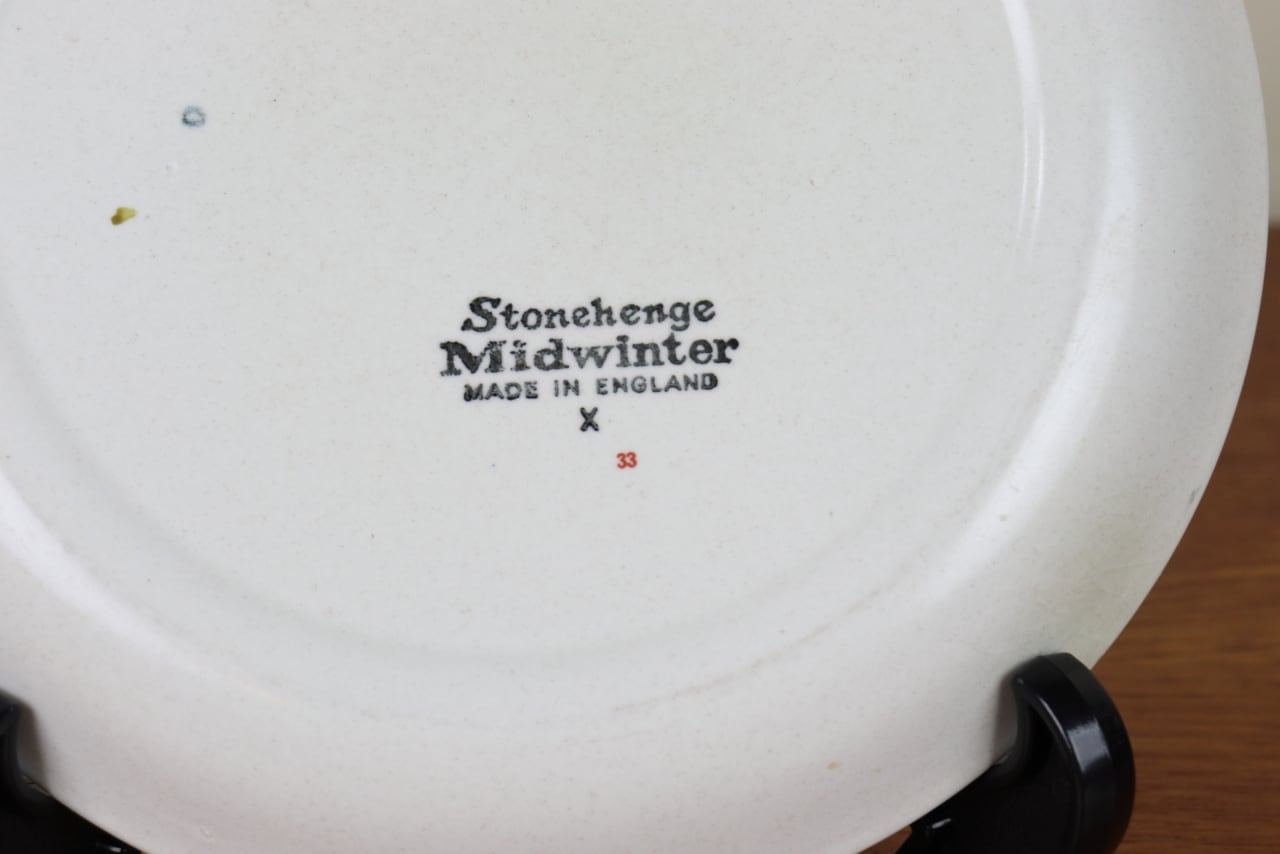 Stonehenge
Midwinter
MADE IN ENGLAND
X
33